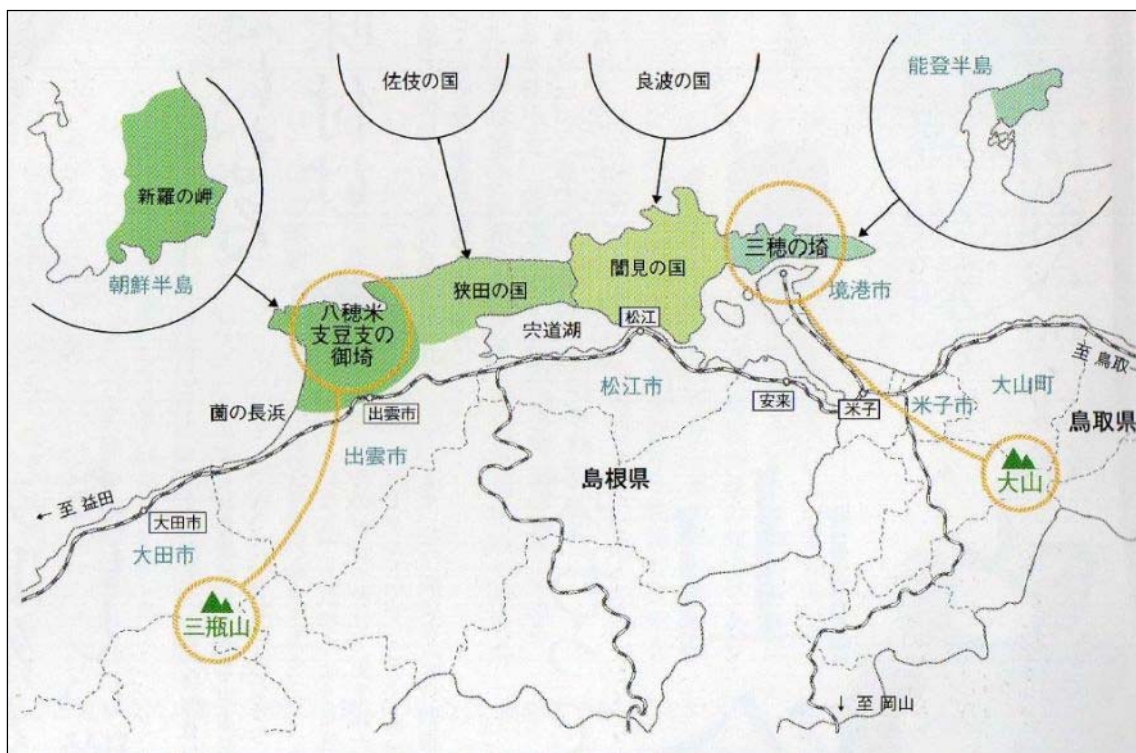 佐伎の国
良波の国
能登半島
新羅の岬
朝鮮半島
三穂の埼
闇見の国
狭田の国
境港市
八穂米
支豆支の
御埼
宍道湖
松江
至 鳥取
大山町
松江市
安来
米子
米子市
鳥取県
薗の長浜
出雲市
出雲市
島根県
大山
← 至 益田
大田市
大田市
三瓶山
↓ 至 岡山